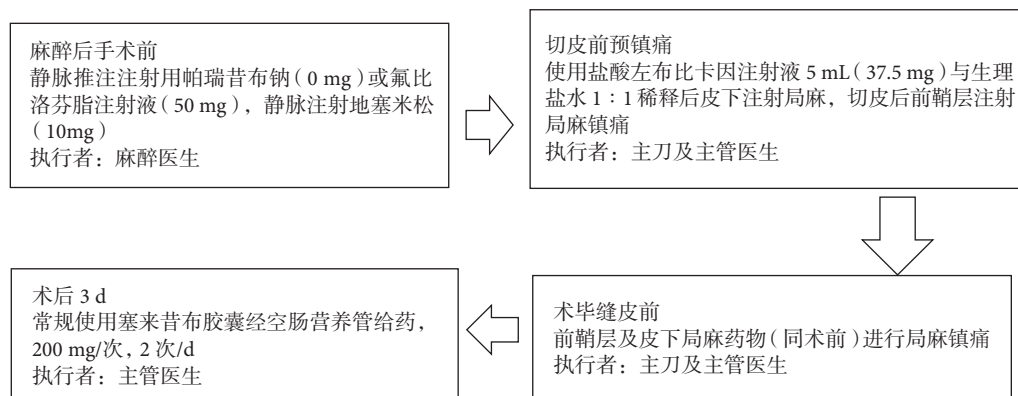 麻醉后手术前
静脉推注注射用帕瑞昔布钠（0 mg）或氟比
洛芬脂注射液（50 mg），静脉注射地塞米松
（10mg）
执行者：麻醉医生
切皮前预镇痛
使用盐酸左布比卡因注射液 5 mL（37.5 mg）与生理
盐水 1：1 稀释后皮下注射局麻，切皮后前鞘层注射
局麻镇痛
执行者：主刀及主管医生
术毕缝皮前
前鞘层及皮下局麻药物（同术前）进行局麻镇痛
执行者：主刀及主管医生
术后 3 d
常规使用塞来昔布胶囊经空肠营养管给药，
200 mg/次，2 次/d
执行者：主管医生